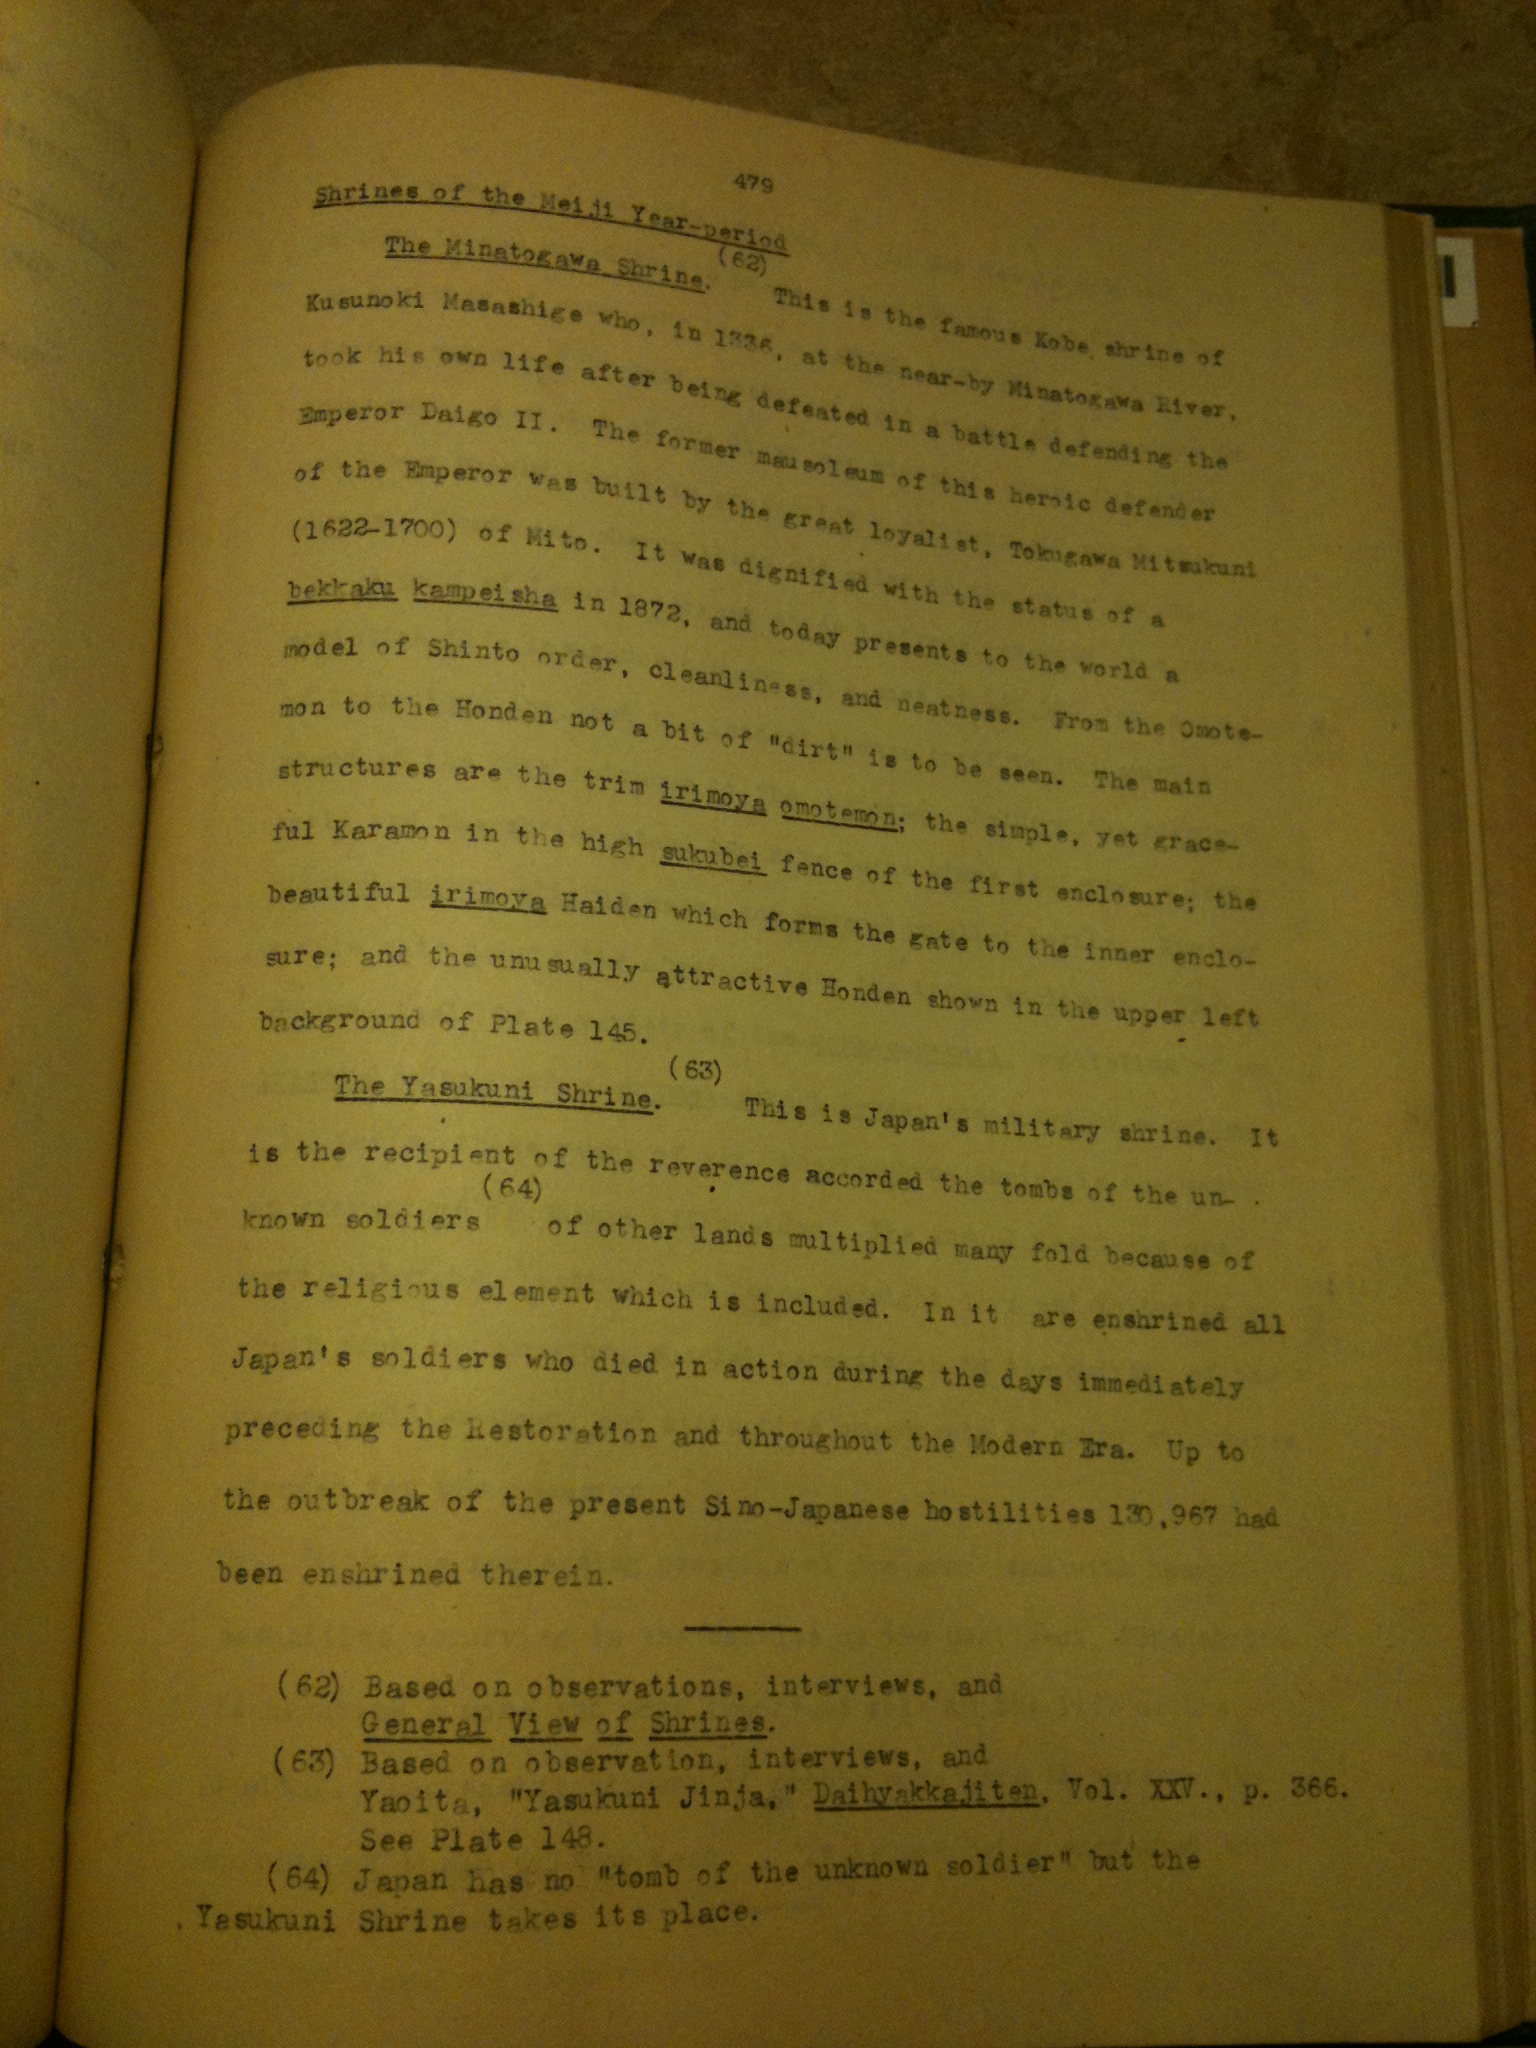 479
Shrines of the Meiji Year-period
The Minatogawa Shrine. (62) This is the famous Kobe shrine of
Kusunoki Masashige who, in 1336, at the near-by Minatogawa River,
took his own life after being defeated in a battle defending the
Emperor Daigo II. The former mausoleum of this heroic defender
of the Emperor was built by the great loyalist, Tokugawa Mitsukuni
(1622-1700) of Mito. It was dignified with the status of a
bekkaku kampeisha in 1872, and today presents to the world a
model of Shinto order, cleanliness, and neatness. From the Omote-
mon to the Honden not a bit of "dirt" is to be seen. The main
structures are the trim irimoya omotemon; the simple, yet grace-
ful Karamon in the high sukubei fence of the first enclosure; the
beautiful irimoya Haiden which forms the gate to the inner enclo-
sure; and the unusually attractive Honden shown in the upper left
background of Plate 145.
The Yasukuni Shrine. (63) This is Japan's military shrine. It
is the recipient of the reverence accorded the tombs of the un-
known soldiers (64) of other lands multiplied many fold because of
the religious element which is included. In it are enshrined all
Japan's soldiers who died in action during the days immediately
preceding the Restoration and throughout the Modern Era. Up to
the outbreak of the present Sino-Japanese hostilities 130,967 had
been enshrined therein.
(62) Based on observations, interviews, and
General View of Shrines.
(63) Based on observation, interviews, and
Yaoita, "Yasukuni Jinja," Daihyakkajiten, Vol. XXV., p. 366.
See Plate 148.
(64) Japan has no "tomb of the unknown soldier" but the
Yasukuni Shrine takes its place.